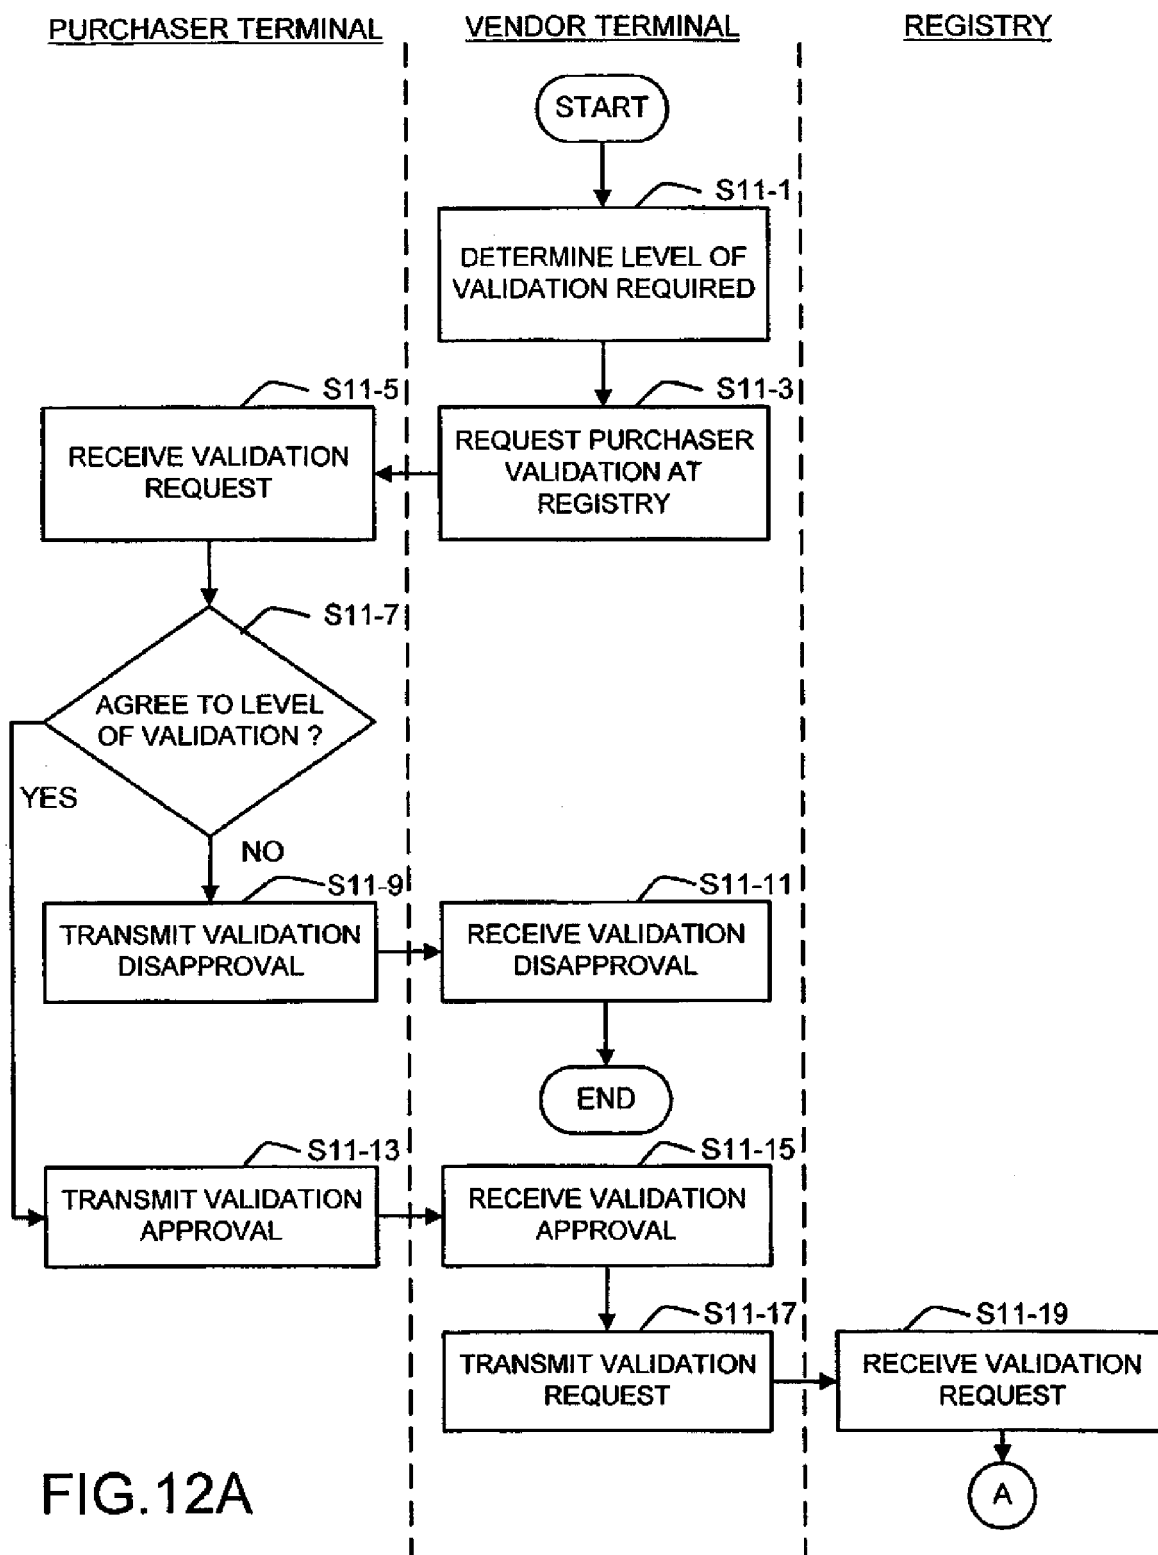 PURCHASER TERMINAL
VENDOR TERMINAL
REGISTRY
START
S11-1
DETERMINE LEVEL OF
VALIDATION REQUIRED
S11-5
S11-3
RECEIVE VALIDATION
REQUEST
REQUEST PURCHASER
VALIDATION AT
REGISTRY
S11-7
AGREE TO LEVEL
OF VALIDATION ?
YES
NO
S11-9
S11-11
TRANSMIT VALIDATION
DISAPPROVAL
RECEIVE VALIDATION
DISAPPROVAL
END
S11-13
S11-15
TRANSMIT VALIDATION
APPROVAL
RECEIVE VALIDATION
APPROVAL
S11-17
S11-19
TRANSMIT VALIDATION
REQUEST
RECEIVE VALIDATION
REQUEST
A
FIG.12A